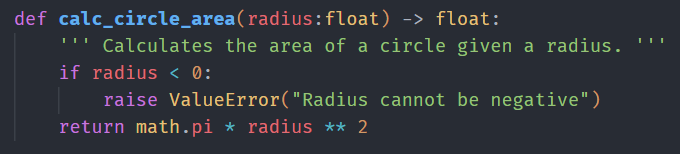 def calc_circle_area(radius:float) -> float:
    ''' Calculates the area of a circle given a radius. '''
    if radius < 0:
        raise ValueError("Radius cannot be negative")
    return math.pi * radius ** 2